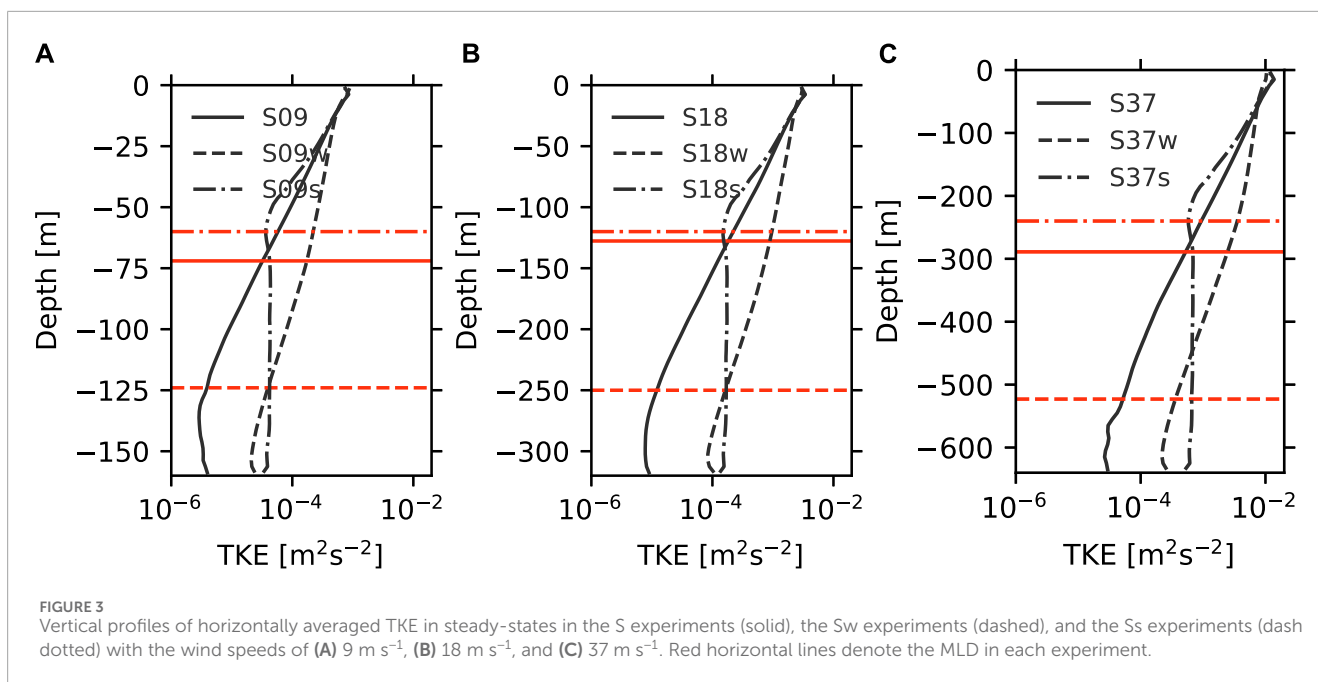 A
B
C
0
−25
−50
−75
−100
−125
−150
Depth [m]
S09
S09w
S09s
10⁻⁶
10⁻⁴
10⁻²
TKE [m²s⁻²]
0
−50
−100
−150
−200
−250
−300
Depth [m]
S18
S18w
S18s
10⁻⁶
10⁻⁴
10⁻²
TKE [m²s⁻²]
0
−100
−200
−300
−400
−500
−600
Depth [m]
S37
S37w
S37s
10⁻⁶
10⁻⁴
10⁻²
TKE [m²s⁻²]
FIGURE 3
Vertical profiles of horizontally averaged TKE in steady-states in the S experiments (solid), the Sw experiments (dashed), and the Ss experiments (dash
dotted) with the wind speeds of (A) 9 m s⁻¹, (B) 18 m s⁻¹, and (C) 37 m s⁻¹. Red horizontal lines denote the MLD in each experiment.